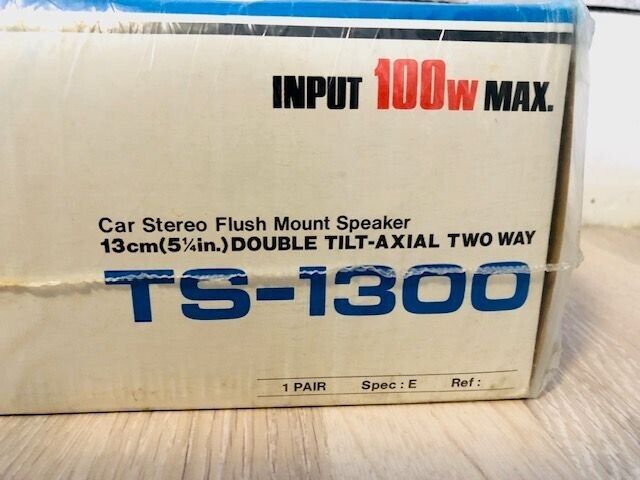 INPUT 100W MAX.
Car Stereo Flush Mount Speaker
13cm(5¼in.) DOUBLE TILT-AXIAL TWO WAY
TS-1300
1 PAIR Spec : E Ref :